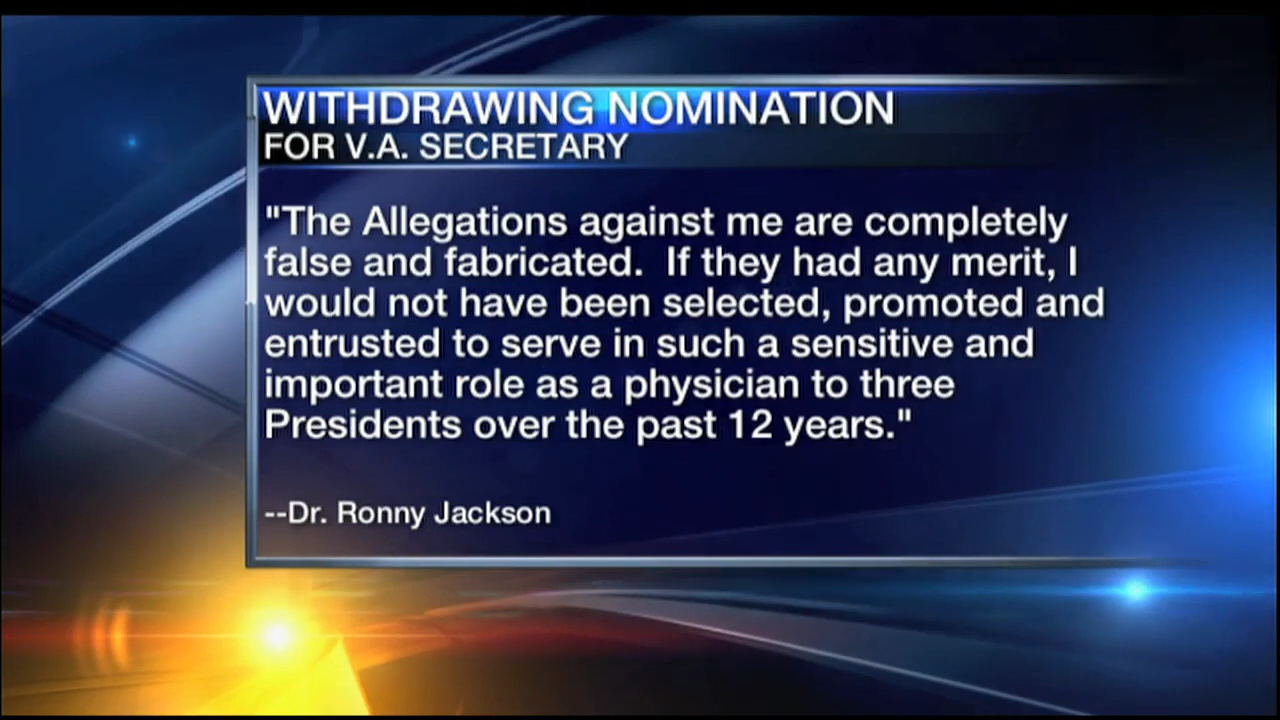 WITHDRAWING NOMINATION
FOR V.A. SECRETARY
"The Allegations against me are completely
false and fabricated.  If they had any merit, I
would not have been selected, promoted and
entrusted to serve in such a sensitive and
important role as a physician to three
Presidents over the past 12 years."
--Dr. Ronny Jackson